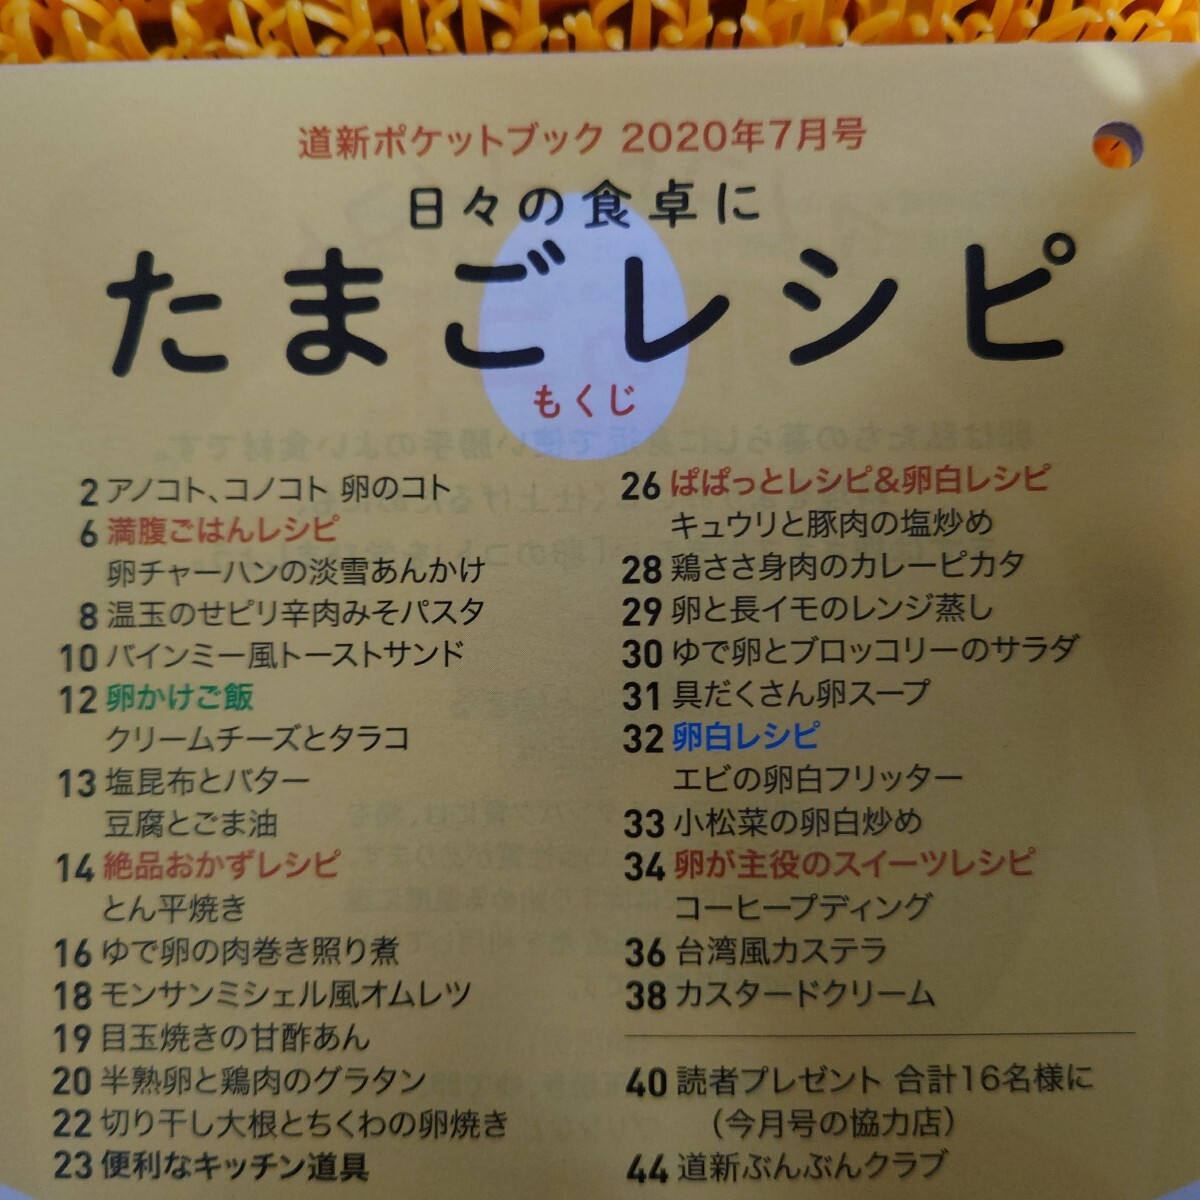 道新ポケットブック 2020年7月号
日々の食卓に
たまごレシピ
もくじ
2 アノコト、コノコト 卵のコト
6 満腹ごはんレシピ
卵チャーハンの淡雪あんかけ
8 温玉のせピリ辛肉みそパスタ
10 バインミー風トーストサンド
12 卵かけご飯
クリームチーズとタラコ
13 塩昆布とバター
豆腐とごま油
14 絶品おかずレシピ
とん平焼き
16 ゆで卵の肉巻き照り煮
18 モンサンミシェル風オムレツ
19 目玉焼きの甘酢あん
20 半熟卵と鶏肉のグラタン
22 切り干し大根とちくわの卵焼き
23 便利なキッチン道具
26 ぱぱっとレシピ&卵白レシピ
キュウリと豚肉の塩炒め
28 鶏ささ身肉のカレーピカタ
29 卵と長イモのレンジ蒸し
30 ゆで卵とブロッコリーのサラダ
31 具だくさん卵スープ
32 卵白レシピ
エビの卵白フリッター
33 小松菜の卵白炒め
34 卵が主役のスイーツレシピ
コーヒープディング
36 台湾風カステラ
38 カスタードクリーム
40 読者プレゼント 合計16名様に
（今月号の協力店）
44 道新ぶんぶんクラブ